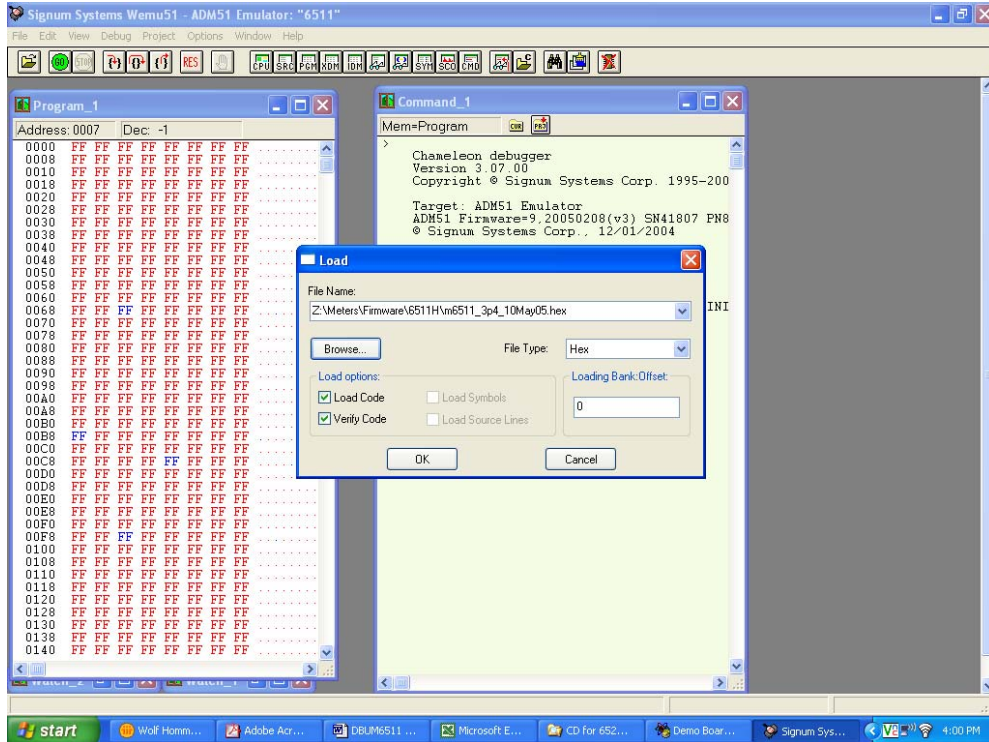 Signum Systems Wemu51 - ADM51 Emulator: "6511"
File Edit View Debug Project Options Window Help
GO STOP RES CPU SRC PGM XDM IDM SYM SCO CMD
Program_1
Address: 0007 Dec: -1
0000 FF FF FF FF FF FF FF FF ........
0008 FF FF FF FF FF FF FF FF ........
0010 FF FF FF FF FF FF FF FF ........
0018 FF FF FF FF FF FF FF FF ........
0020 FF FF FF FF FF FF FF FF ........
0028 FF FF FF FF FF FF FF FF ........
0030 FF FF FF FF FF FF FF FF ........
0038 FF FF FF FF FF FF FF FF ........
0040 FF FF FF FF FF FF FF FF ........
0048 FF FF FF FF FF FF FF FF ........
0050 FF FF FF FF FF FF FF FF ........
0058 FF FF FF FF FF FF FF FF ........
0060 FF FF FF FF FF FF FF FF ........
0068 FF FF FF FF FF FF FF FF ........
0070 FF FF FF FF FF FF FF FF ........
0078 FF FF FF FF FF FF FF FF ........
0080 FF FF FF FF FF FF FF FF ........
0088 FF FF FF FF FF FF FF FF ........
0090 FF FF FF FF FF FF FF FF ........
0098 FF FF FF FF FF FF FF FF ........
00A0 FF FF FF FF FF FF FF FF ........
00A8 FF FF FF FF FF FF FF FF ........
00B0 FF FF FF FF FF FF FF FF ........
00B8 FF FF FF FF FF FF FF FF ........
00C0 FF FF FF FF FF FF FF FF ........
00C8 FF FF FF FF FF FF FF FF ........
00D0 FF FF FF FF FF FF FF FF ........
00D8 FF FF FF FF FF FF FF FF ........
00E0 FF FF FF FF FF FF FF FF ........
00E8 FF FF FF FF FF FF FF FF ........
00F0 FF FF FF FF FF FF FF FF ........
00F8 FF FF FF FF FF FF FF FF ........
0100 FF FF FF FF FF FF FF FF ........
0108 FF FF FF FF FF FF FF FF ........
0110 FF FF FF FF FF FF FF FF ........
0118 FF FF FF FF FF FF FF FF ........
0120 FF FF FF FF FF FF FF FF ........
0128 FF FF FF FF FF FF FF FF ........
0130 FF FF FF FF FF FF FF FF ........
0138 FF FF FF FF FF FF FF FF ........
0140 FF FF FF FF FF FF FF FF ........
Watch_2 Watch_1
Command_1
Mem=Program CUR PRJ
>
Chameleon debugger
Version 3.07.00
Copyright © Signum Systems Corp. 1995-200
Target: ADM51 Emulator
ADM51 Firmware=9,20050208(v3) SN41807 PN8
© Signum Systems Corp., 12/01/2004
INI
Load
File Name:
Z:\Meters\Firmware\6511H\m6511_3p4_10May05.hex
Browse... File Type: Hex
Load options: Loading Bank:Offset:
Load Code Load Symbols 0
Verify Code Load Source Lines
OK Cancel
start Wolf Homm... Adobe Acr... DBUM6511 ... Microsoft E... CD for 652... Demo Boar... Signum Sys... 4:00 PM